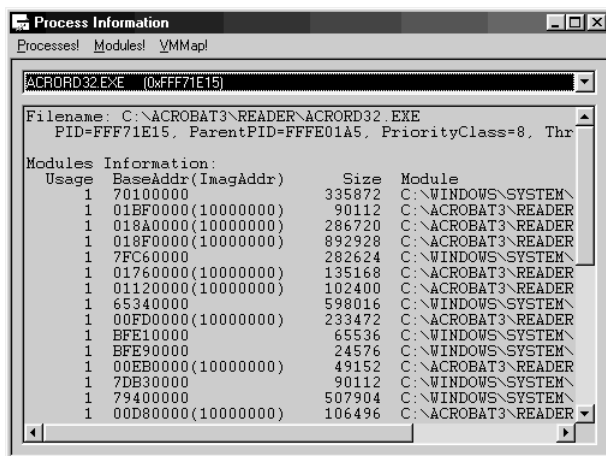 Process Information
Processes! Modules! VMMap!
ACRORD32.EXE (0xFFF71E15)
Filename: C:\ACROBAT3\READER\ACRORD32.EXE
PID=FFF71E15, ParentPID=FFFE01A5, PriorityClass=8, Thr
Modules Information:
Usage BaseAddr(ImagAddr) Size Module
1 70100000 335872 C:\WINDOWS\SYSTEM\
1 01BF0000(10000000) 90112 C:\ACROBAT3\READER
1 018A0000(10000000) 286720 C:\ACROBAT3\READER
1 018F0000(10000000) 892928 C:\ACROBAT3\READER
1 7FC60000 282624 C:\WINDOWS\SYSTEM\
1 01760000(10000000) 135168 C:\ACROBAT3\READER
1 01120000(10000000) 102400 C:\ACROBAT3\READER
1 65340000 598016 C:\WINDOWS\SYSTEM\
1 00FD0000(10000000) 233472 C:\ACROBAT3\READER
1 BFE10000 65536 C:\WINDOWS\SYSTEM\
1 BFE90000 24576 C:\WINDOWS\SYSTEM\
1 00EB0000(10000000) 49152 C:\ACROBAT3\READER
1 7DB30000 90112 C:\WINDOWS\SYSTEM\
1 79400000 507904 C:\WINDOWS\SYSTEM\
1 00D80000(10000000) 106496 C:\ACROBAT3\READER